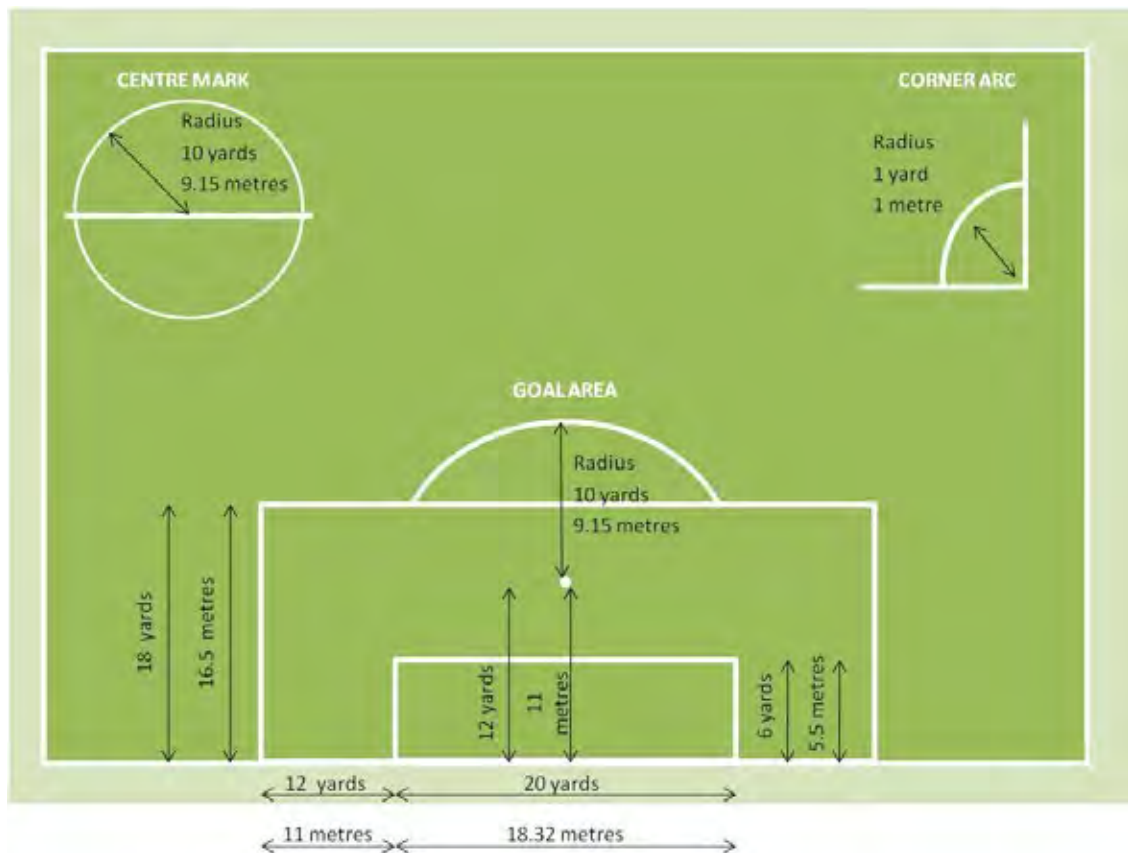 CENTRE MARK
Radius
10 yards
9.15 metres
CORNER ARC
Radius
1 yard
1 metre
GOAL AREA
Radius
10 yards
9.15 metres
18 yards
16.5 metres
12 yards
11
metres
6 yards
5.5 metres
12 yards
20 yards
11 metres
18.32 metres